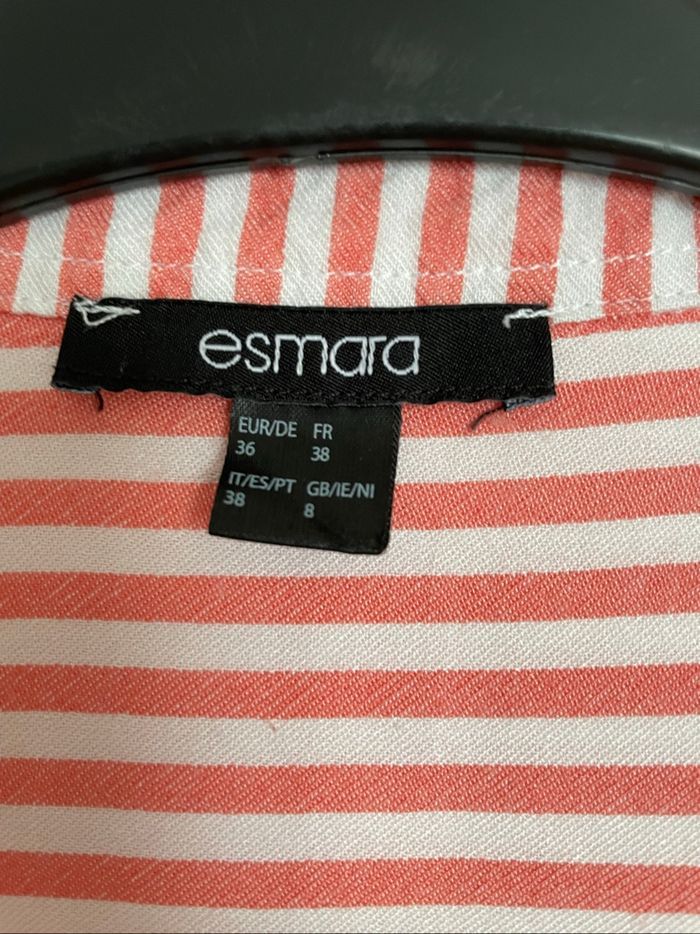 esmara
EUR/DE FR
36 38
IT/ES/PT GB/IE/NI
38 8